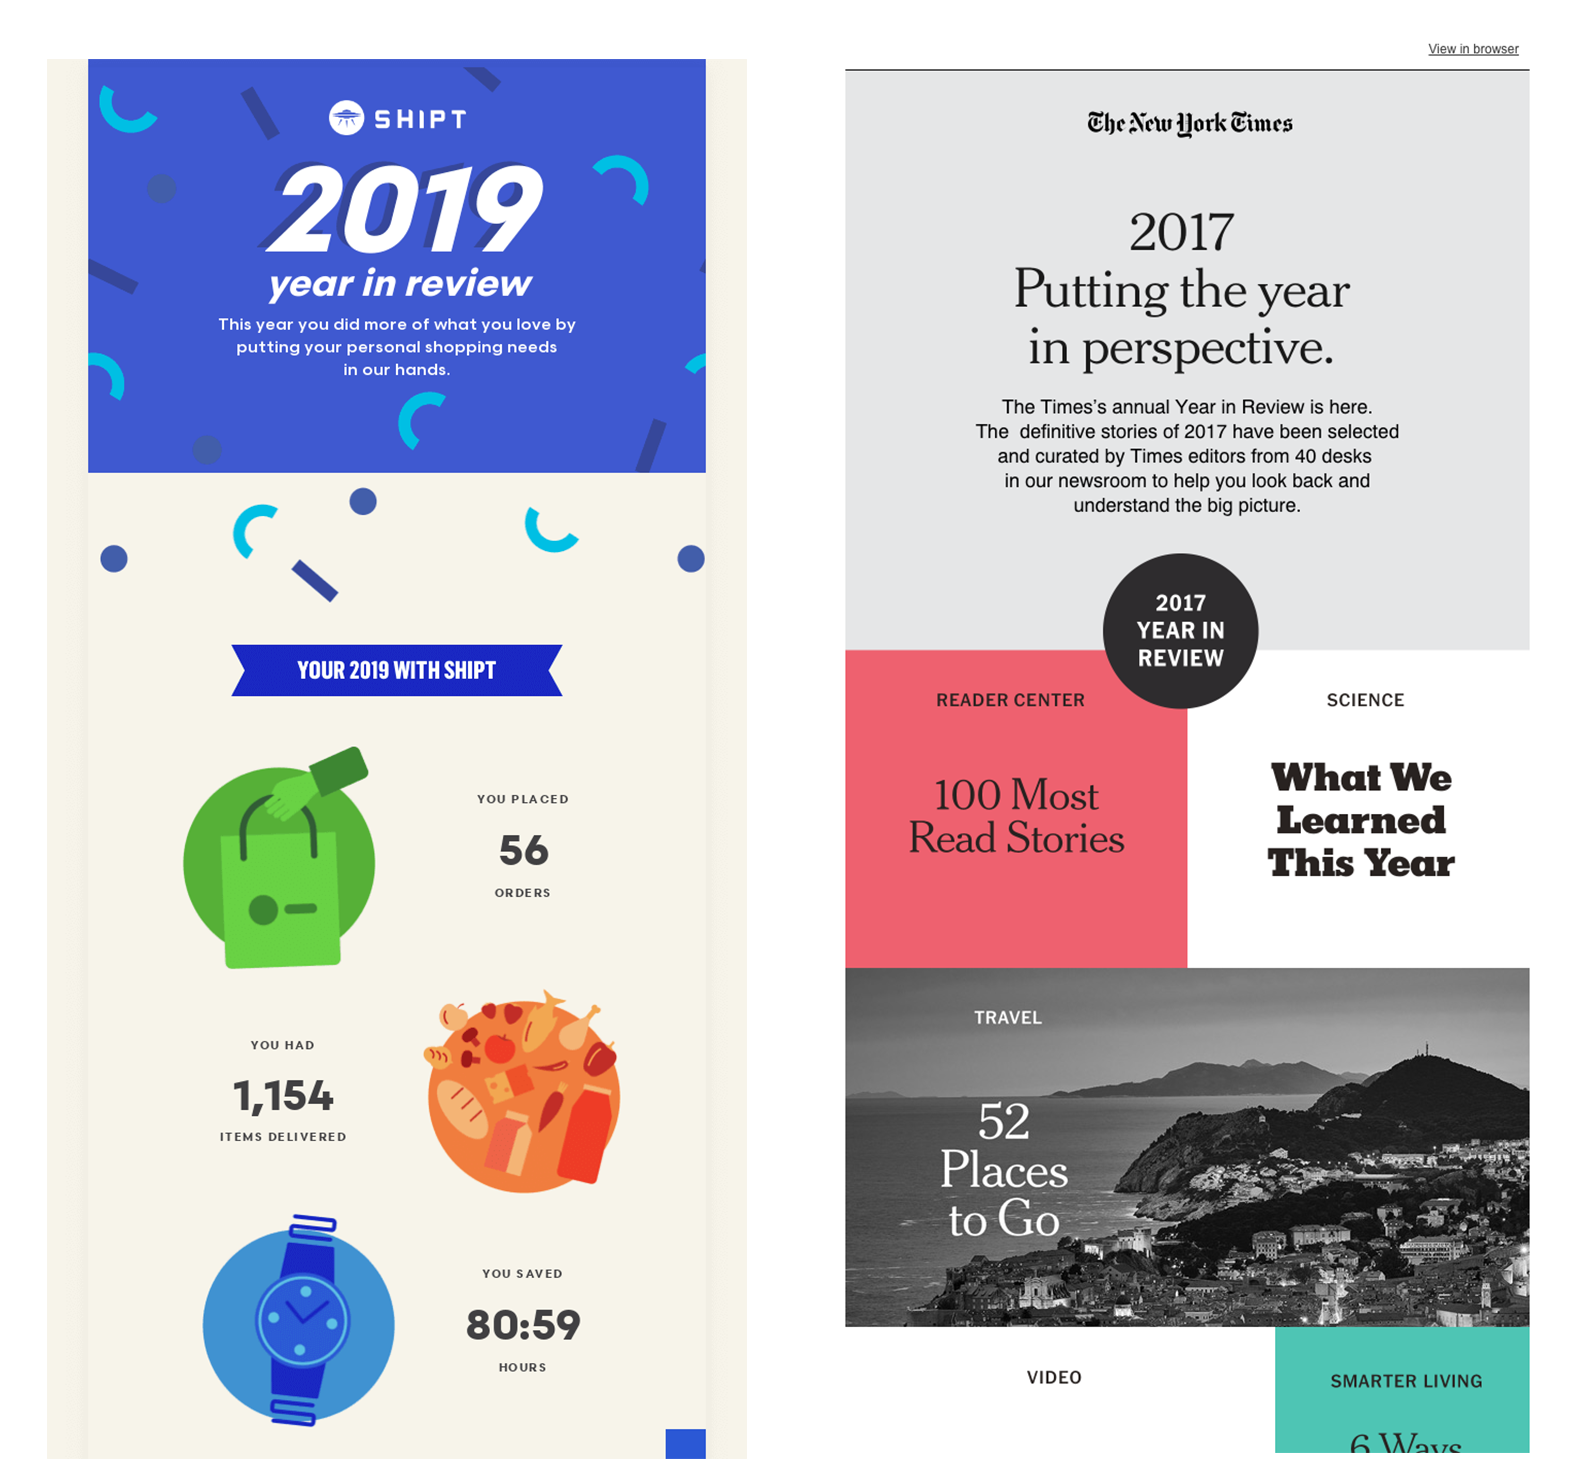 SHIPT
2019
year in review
This year you did more of what you love by
putting your personal shopping needs
in our hands.
YOUR 2019 WITH SHIPT
YOU PLACED
56
ORDERS
YOU HAD
1,154
ITEMS DELIVERED
YOU SAVED
80:59
HOURS
View in browser
The New York Times
2017
Putting the year
in perspective.
The Times’s annual Year in Review is here.
The definitive stories of 2017 have been selected
and curated by Times editors from 40 desks
in our newsroom to help you look back and
understand the big picture.
2017
YEAR IN
REVIEW
READER CENTER
100 Most
Read Stories
SCIENCE
What We
Learned
This Year
TRAVEL
52
Places
to Go
VIDEO
SMARTER LIVING
6 Ways